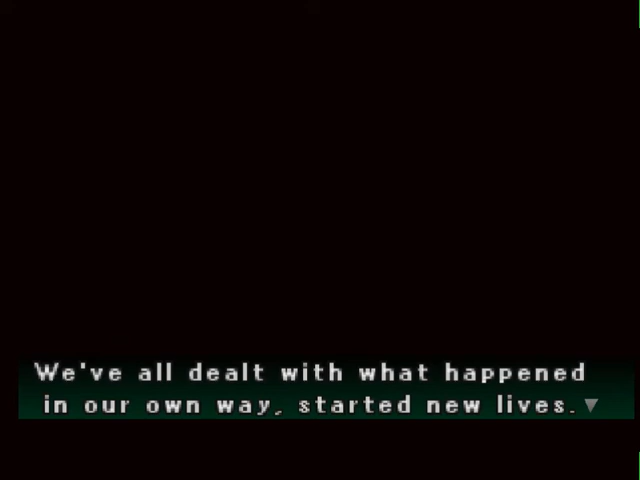 We've all dealt with what happened
in our own way, started new lives.▼